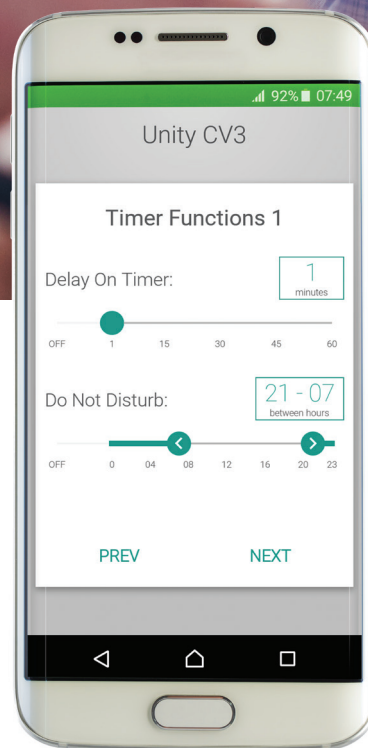 92% 07:49
Unity CV3
Timer Functions 1
Delay On Timer:
1
minutes
OFF 1 15 30 45 60
Do Not Disturb:
21 - 07
between hours
OFF 0 04 08 12 16 20 23
PREV NEXT